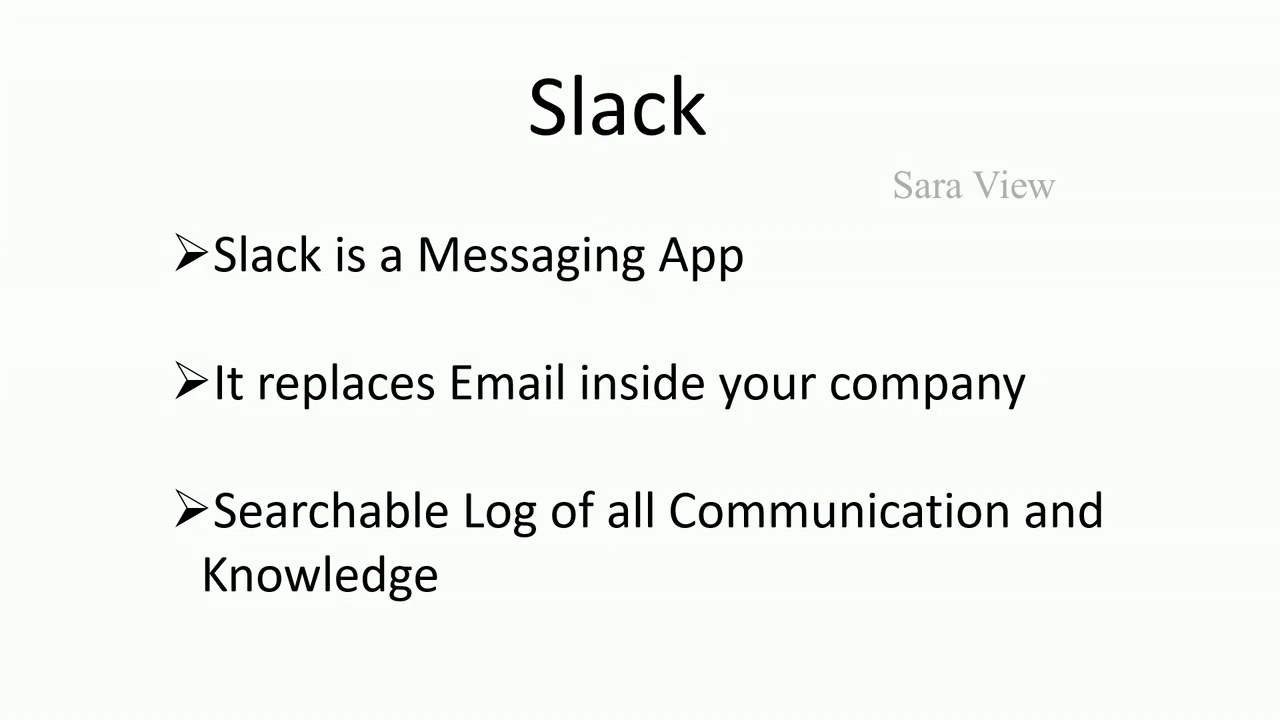 Slack
Sara View
➢Slack is a Messaging App
➢It replaces Email inside your company
➢Searchable Log of all Communication and
Knowledge